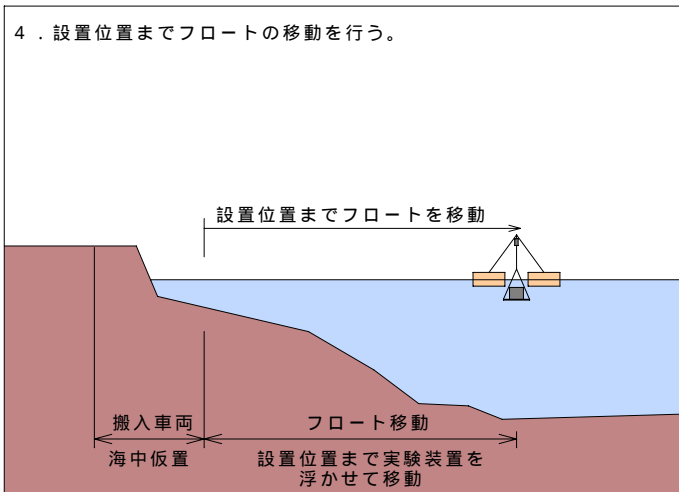 4．設置位置までフロートの移動を行う。
設置位置までフロートを移動
搬入車両
フロート移動
海中仮置
設置位置まで実験装置を
浮かせて移動